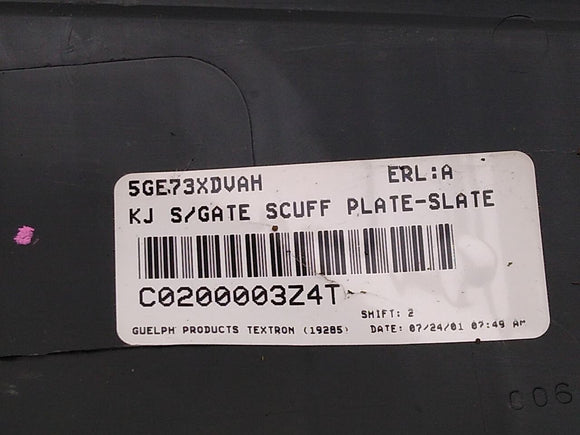 5GE73XDVAH ERL:A
KJ S/GATE SCUFF PLATE-SLATE
C0200003Z4T
SHIFT: 2
GUELPH PRODUCTS TEXTRON (19285) DATE: 07/24/01 07:49 AM
C06